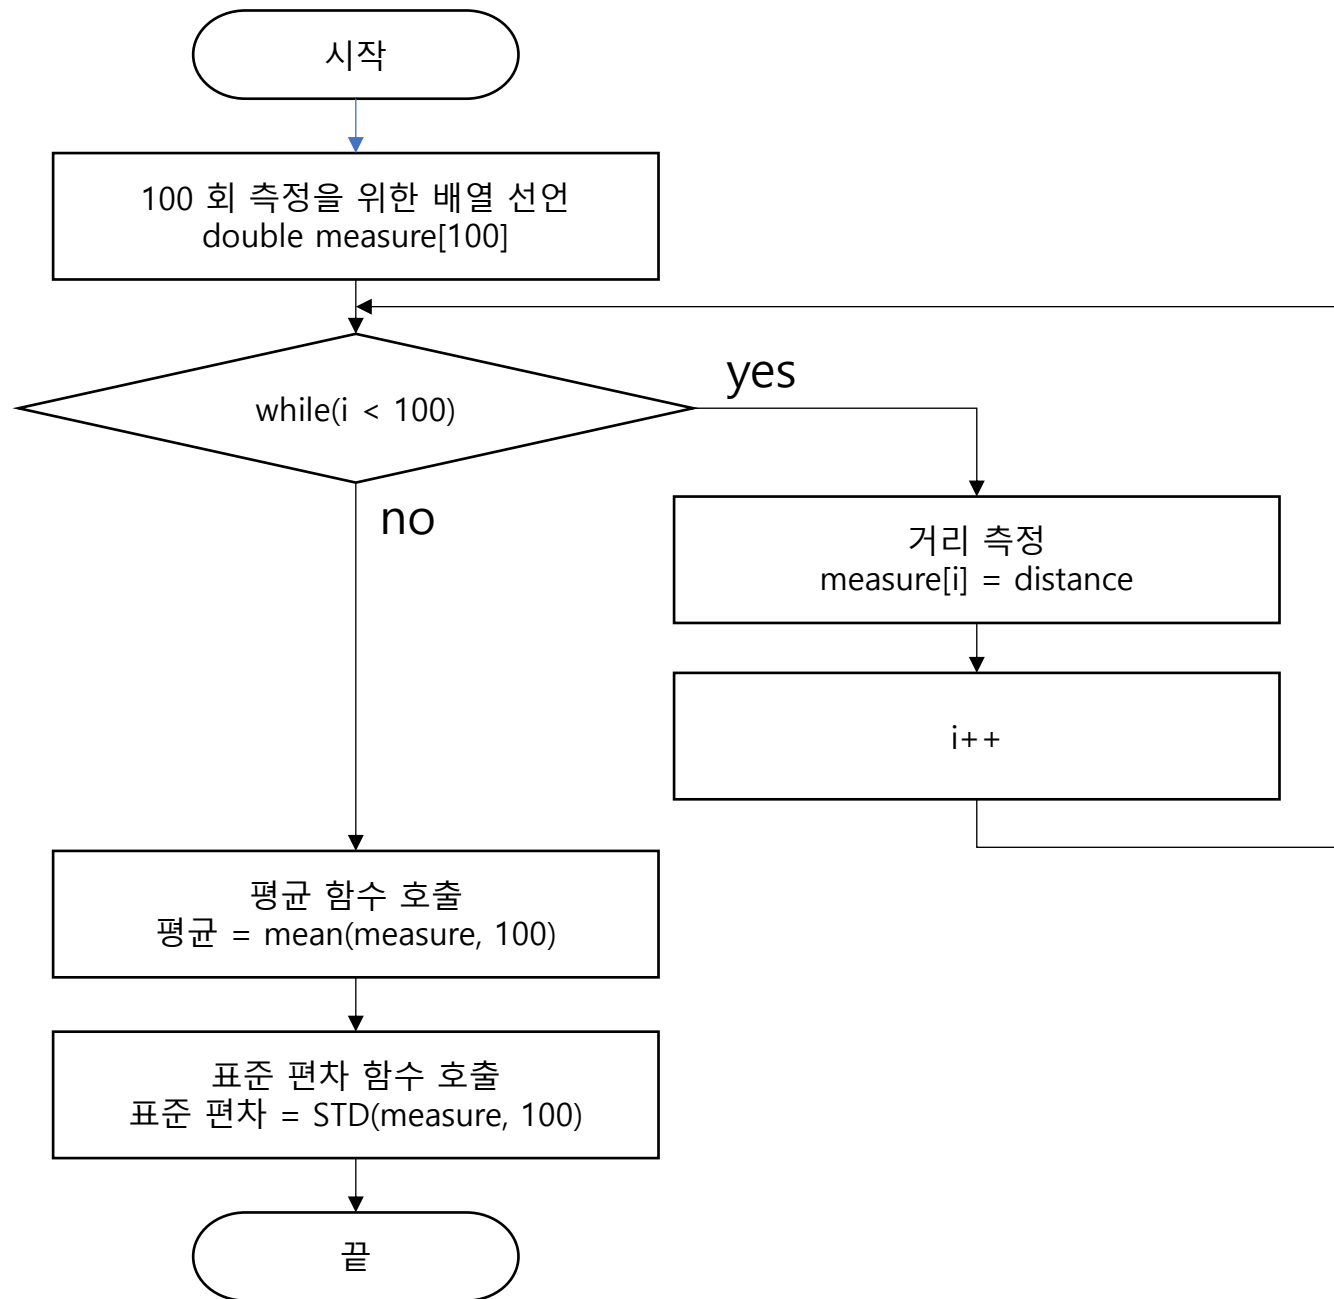 시작
100 회 측정을 위한 배열 선언
double measure[100]
while(i < 100)
yes
no
거리 측정
measure[i] = distance
i++
평균 함수 호출
평균 = mean(measure, 100)
표준 편차 함수 호출
표준 편차 = STD(measure, 100)
끝